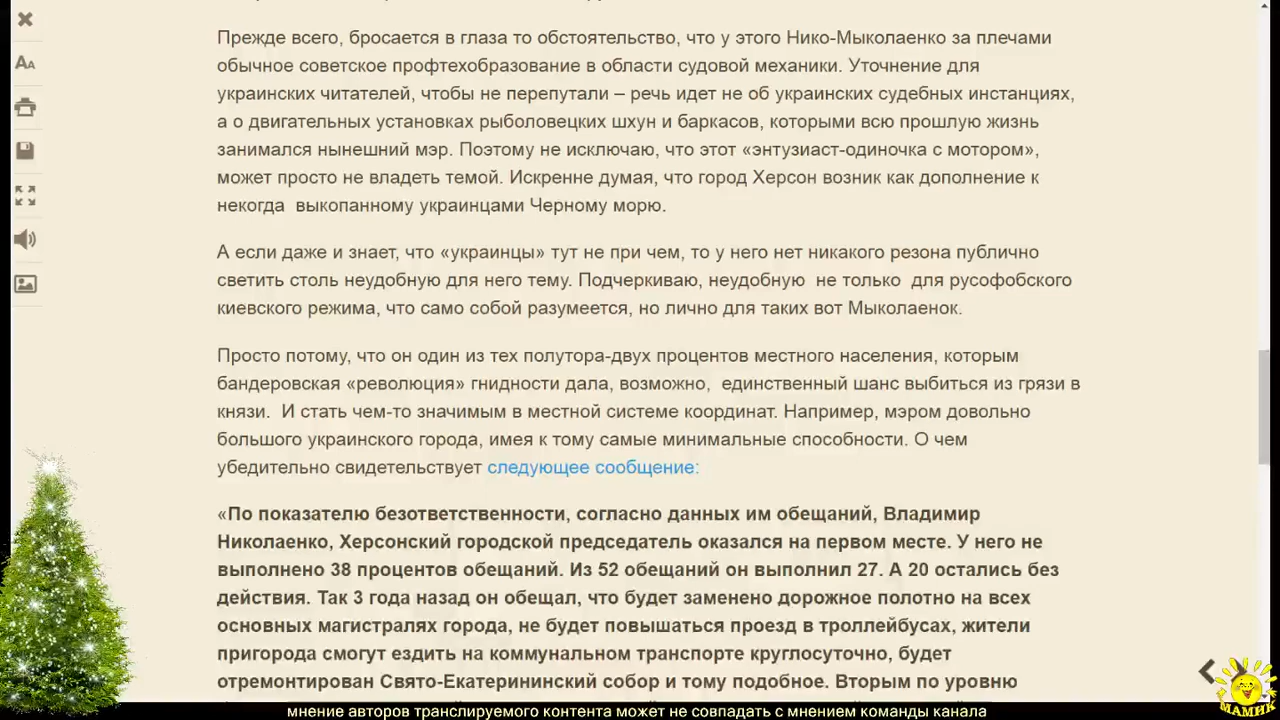 Прежде всего, бросается в глаза то обстоятельство, что у этого Нико-Мыколаенко за плечами
обычное советское профтехобразование в области судовой механики. Уточнение для
украинских читателей, чтобы не перепутали – речь идет не об украинских судебных инстанциях,
а о двигательных установках рыболовецких шхун и баркасов, которыми всю прошлую жизнь
занимался нынешний мэр. Поэтому не исключаю, что этот «энтузиаст-одиночка с мотором»,
может просто не владеть темой. Искренне думая, что город Херсон возник как дополнение к
некогда  выкопанному украинцами Черному морю.
А если даже и знает, что «украинцы» тут не при чем, то у него нет никакого резона публично
светить столь неудобную для него тему. Подчеркиваю, неудобную  не только  для русофобского
киевского режима, что само собой разумеется, но лично для таких вот Мыколаенок.
Просто потому, что он один из тех полутора-двух процентов местного населения, которым
бандеровская «революция» гнидности дала, возможно,  единственный шанс выбиться из грязи в
князи.  И стать чем-то значимым в местной системе координат. Например, мэром довольно
большого украинского города, имея к тому самые минимальные способности. О чем
убедительно свидетельствует следующее сообщение:
«По показателю безответственности, согласно данных им обещаний, Владимир
Николаенко, Херсонский городской председатель оказался на первом месте. У него не
выполнено 38 процентов обещаний. Из 52 обещаний он выполнил 27. А 20 остались без
действия. Так 3 года назад он обещал, что будет заменено дорожное полотно на всех
основных магистралях города, не будет повышаться проезд в троллейбусах, жители
пригорода смогут ездить на коммунальном транспорте круглосуточно, будет
отремонтирован Свято-Екатерининский собор и тому подобное. Вторым по уровню
мнение авторов транслируемого контента может не совпадать с мнением команды канала
МАМИК
AA